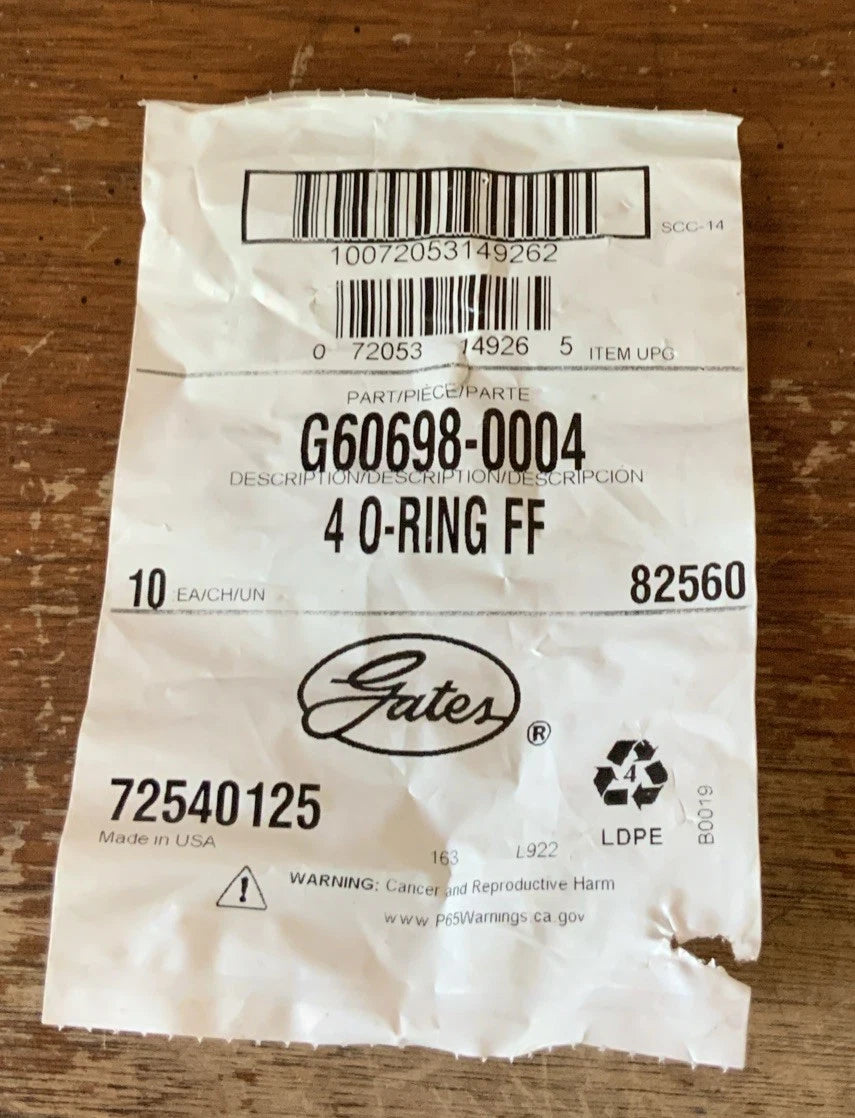 SCC-14
10072053149262
0 72053 14926 5 ITEM UPC
PART/PIÈCE/PARTE
G60698-0004
DESCRIPTION/DESCRIPTION/DESCRIPCION
4 O-RING FF
10 EA/CH/UN 82560
Gates ®
4
LDPE
B0019
72540125
Made in USA
163 L922
WARNING: Cancer and Reproductive Harm
www P65Warnings.ca.gov